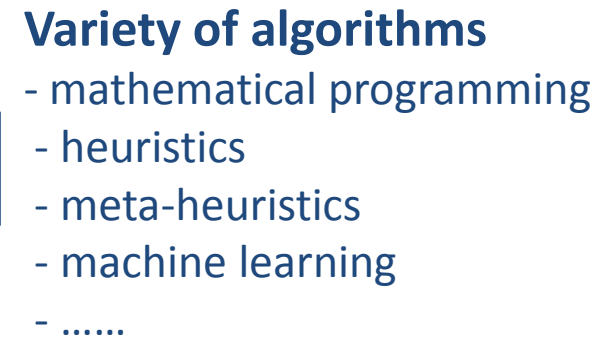 Variety of algorithms
- mathematical programming
- heuristics
- meta-heuristics
- machine learning
- ......